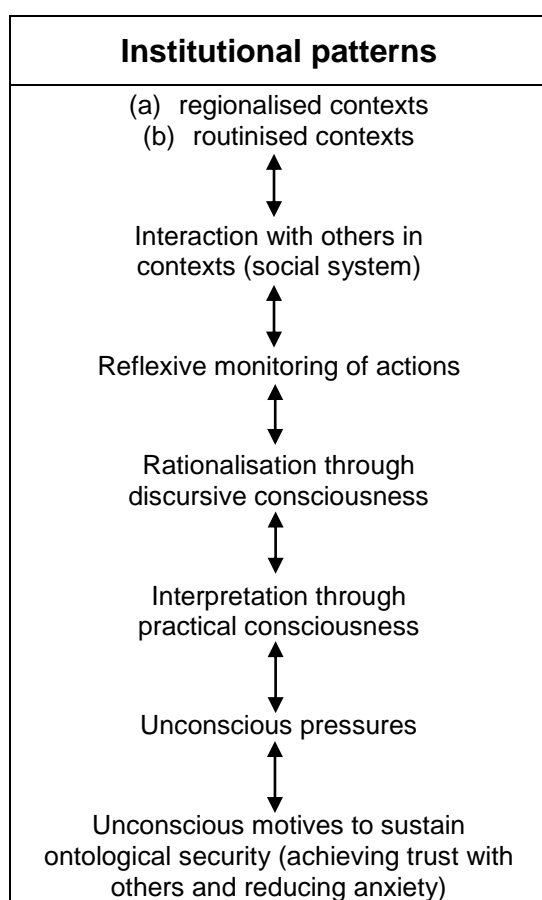 Institutional patterns
(a) regionalised contexts
(b) routinised contexts
Interaction with others in
contexts (social system)
Reflexive monitoring of actions
Rationalisation through
discursive consciousness
Interpretation through
practical consciousness
Unconscious pressures
Unconscious motives to sustain
ontological security (achieving trust with
others and reducing anxiety)